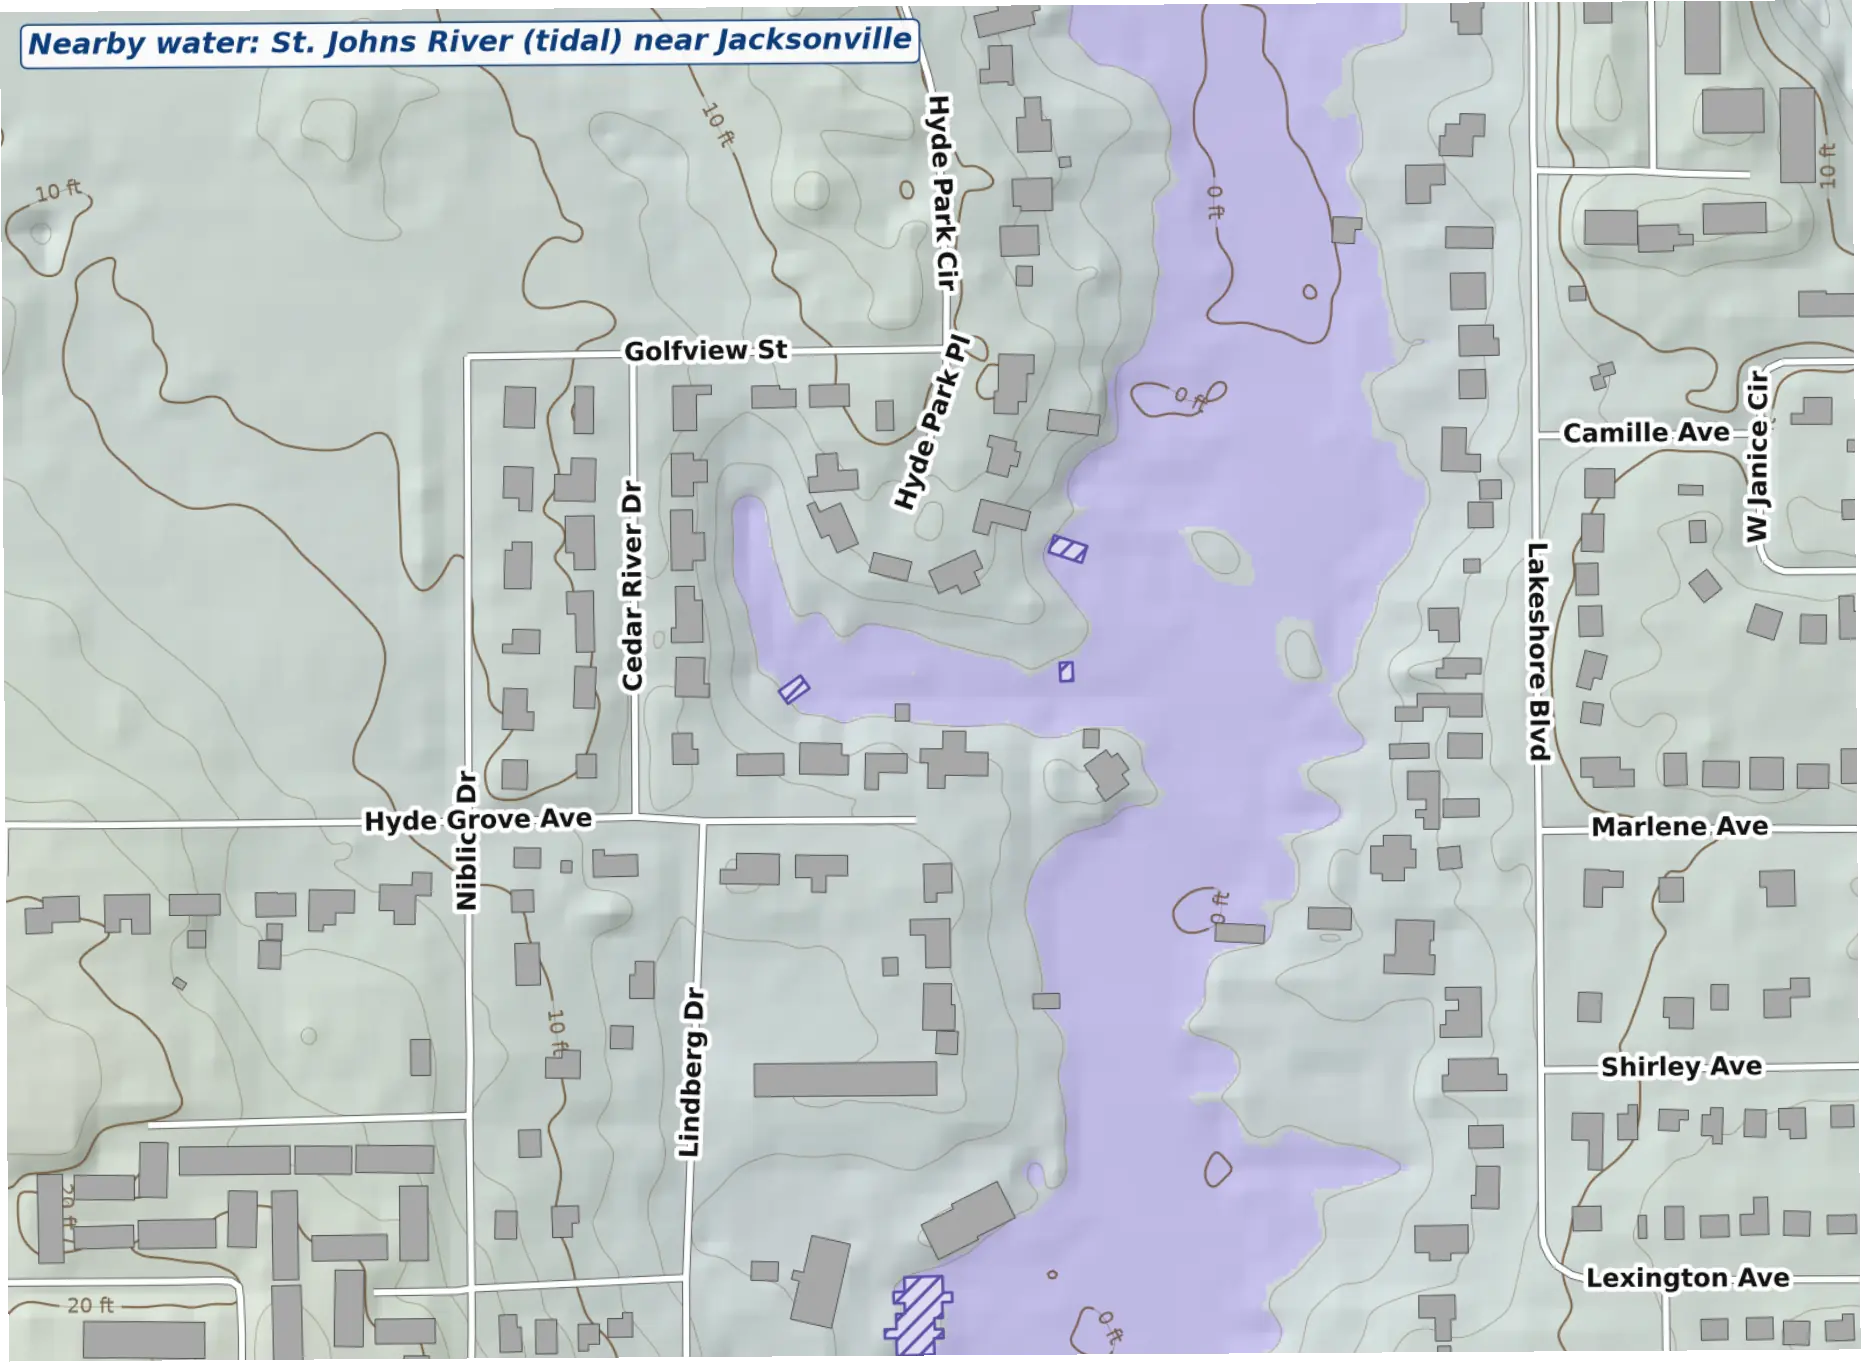 Nearby water: St. Johns River (tidal) near Jacksonville
10 ft
Hyde Park Cir
10 ft
10 ft
0 ft
Golfview St
Hyde Park Pl
0 ft
W Janice Cir
Camille Ave
Cedar River Dr
Lakeshore Blvd
Niblick Dr
Hyde Grove Ave
Marlene Ave
0 ft
10 ft
Lindberg Dr
Shirley Ave
20 ft
Lexington Ave
20 ft
0 ft